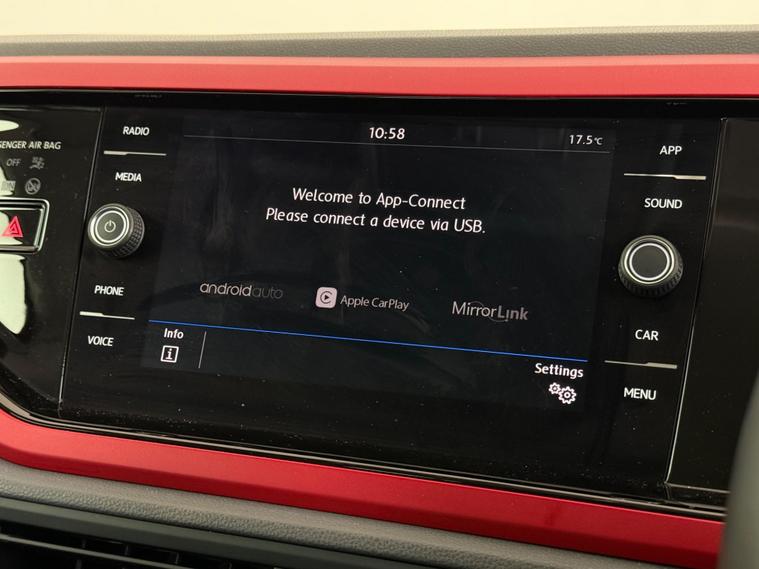 SENGER AIR BAG
OFF
RADIO
MEDIA
PHONE
VOICE
10:58
17.5°C
Welcome to App-Connect
Please connect a device via USB.
androidauto
Apple CarPlay
MirrorLink
Info
Settings
APP
SOUND
CAR
MENU